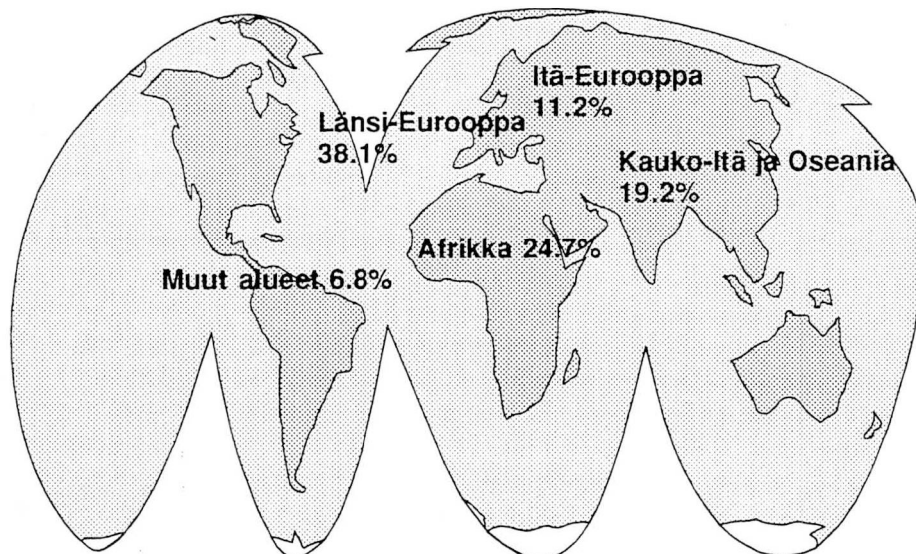 Itä-Eurooppa
11.2%
Länsi-Eurooppa
38.1%
Kauko-Itä ja Oseania
19.2%
Afrikka 24.7%
Muut alueet 6.8%